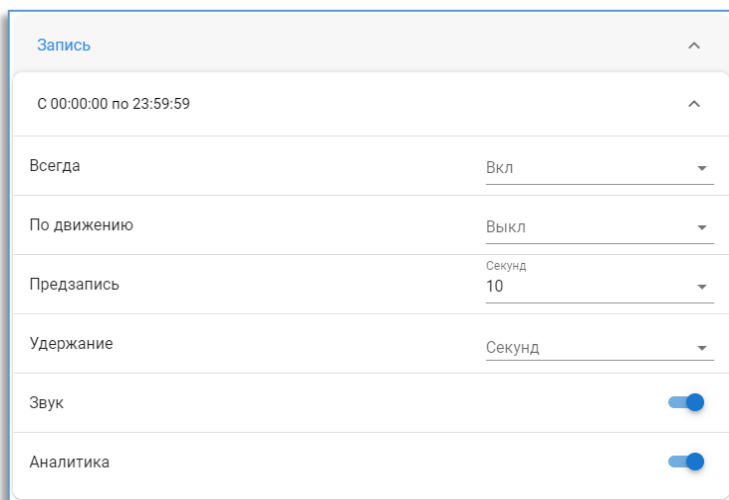 Запись
С 00:00:00 по 23:59:59
Всегда Вкл
По движению Выкл
Секунд
Предзапись 10
Удержание Секунд
Звук
Аналитика